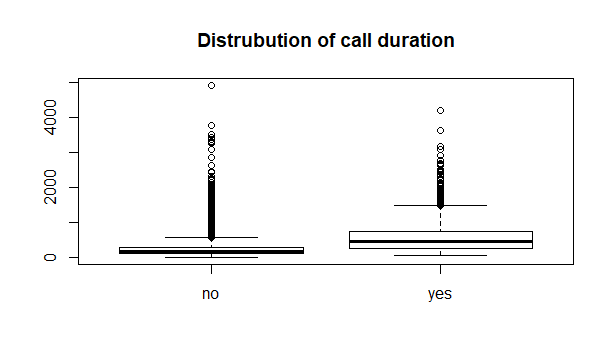 Distrubution of call duration
4000
2000
0
no yes